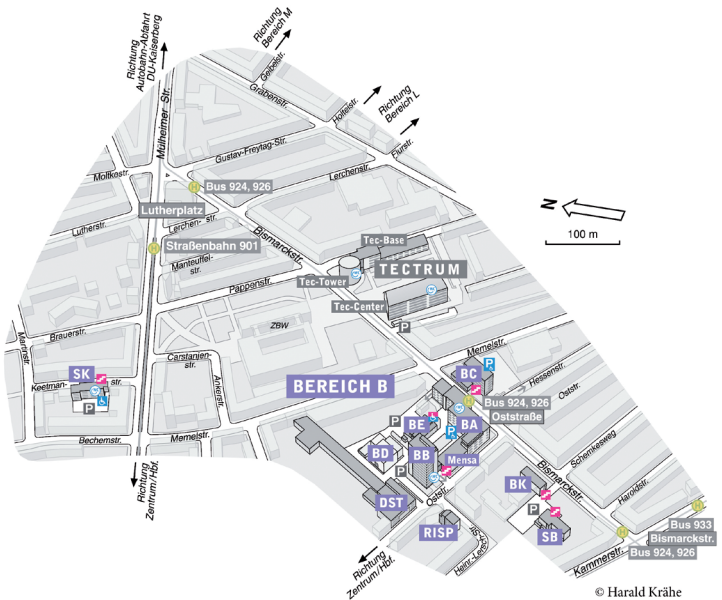 Richtung
Autobahn-Abfahrt
DU-Kaiserberg
Richtung
Bereich M
Geibelstr.
Grabenstr.
Mülheimer Str.
Holteistr.
Richtung
Bereich L
Flurstr.
Gustav-Freytag-Str.
Moltkestr.
Lerchenstr.
H
Bus 924, 926
Lutherplatz
Lutherstr.
Lerchen-
str.
Bismarckstr.
N
100 m
H
Straßenbahn 901
Manteuffel-
str.
Tec-Base
TECTRUM
Tec-Tower
Pappenstr.
Tec-Center
P
ZBW
Martinstr.
Brauerstr.
Carstanjen-
str.
Memelstr.
SK
Keetman-
str.
P
Ankerstr.
BEREICH B
BC
P
Hessenstr.
Oststr.
H
Bus 924, 926
Oststraße
Bechemstr.
Memelstr.
P
BE
P
BA
BD
BB
Mensa
P
Schemkesweg
Bismarckstr.
Haroldstr.
Richtung
Zentrum/Hbf.
DST
Oststr.
BK
P
RISP
SB
H
Bus 933
Bismarckstr.
H
Bus 924, 926
Kammerstr.
Heinr.-Lersch-Str.
Richtung
Zentrum/Hbf.
© Harald Krähe